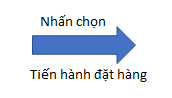 Nhấn chọn
Tiến hành đặt hàng